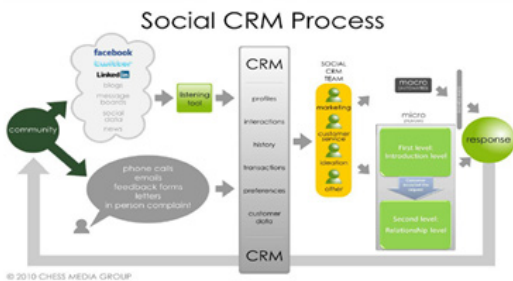 Social CRM Process
facebook
twitter
LinkedIn
blogs
message
boards
social
data
news
community
listening
tool
phone calls
emails
feedback forms
letters
in person complaint
CRM
profiles
interactions
history
transactions
preferences
customer
data
CRM
SOCIAL
CRM
TEAM
marketing
customer
service
ideation
other
macro
micro
First level:
Introduction level
Second level:
Relationship level
response
© 2010 CHESS MEDIA GROUP